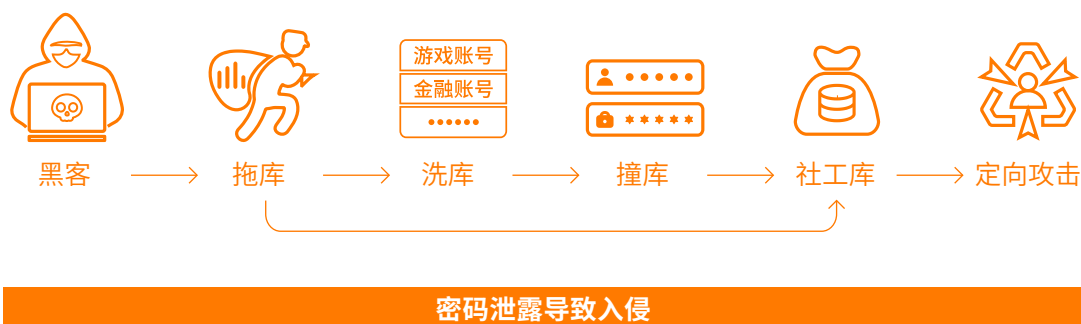 游戏账号
金融账号
黑客
拖库
洗库
撞库
社工库
定向攻击
密码泄露导致入侵